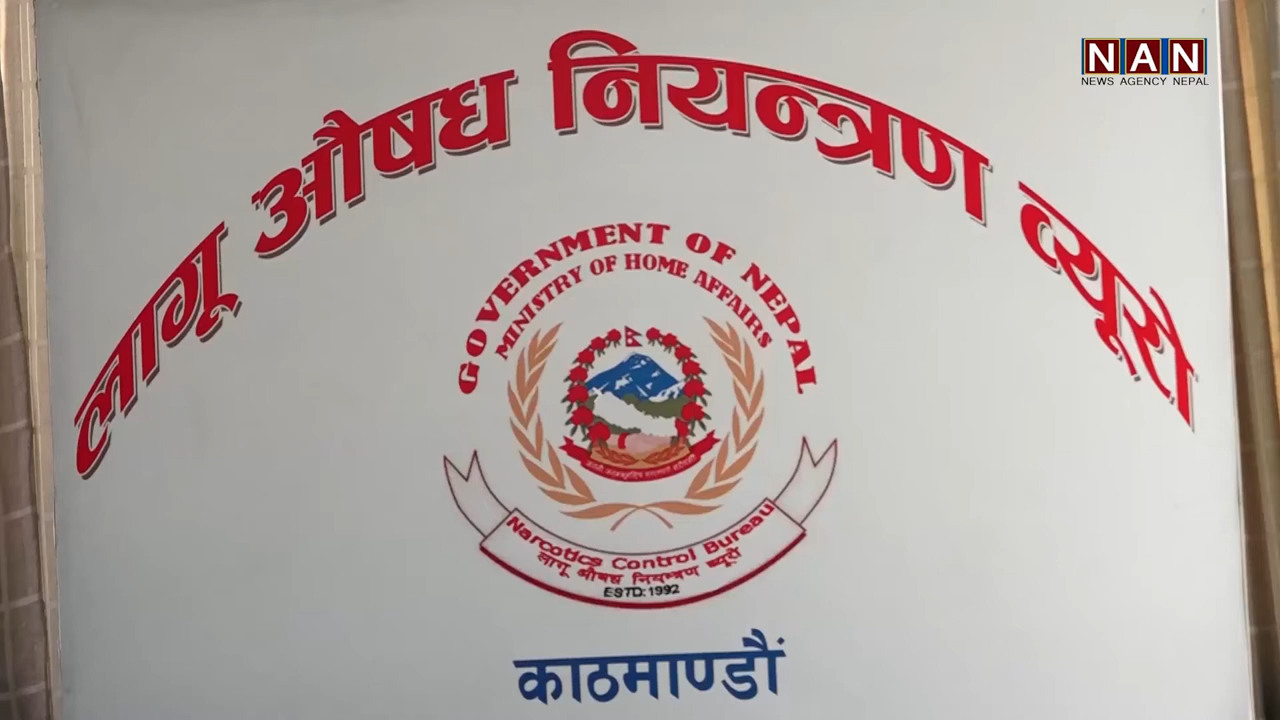 लागू औषध नियन्त्रण व्यूरो
NAN
NEWS AGENCY NEPAL
GOVERNMENT OF NEPAL
MINISTRY OF HOME AFFAIRS
Narcotics Control Bureau
लागू औषध नियन्त्रण ब्यूरो
ESTD:1992
काठमाण्डौं